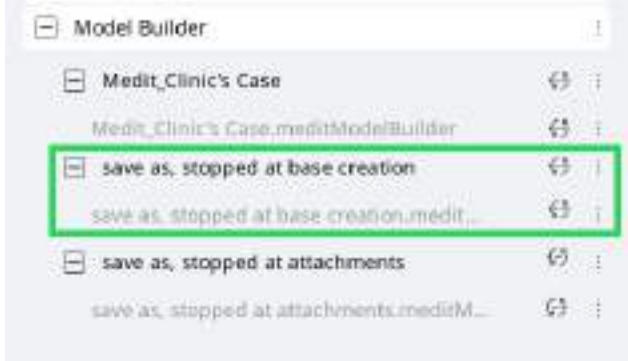 Model Builder
Medit_Clinic's Case
Medit_Clinic's Case.meditModelBuilder
save as, stopped at base creation
save as, stopped at base creation.medit...
save as, stopped at attachments
save as, stopped at attachments.meditM...